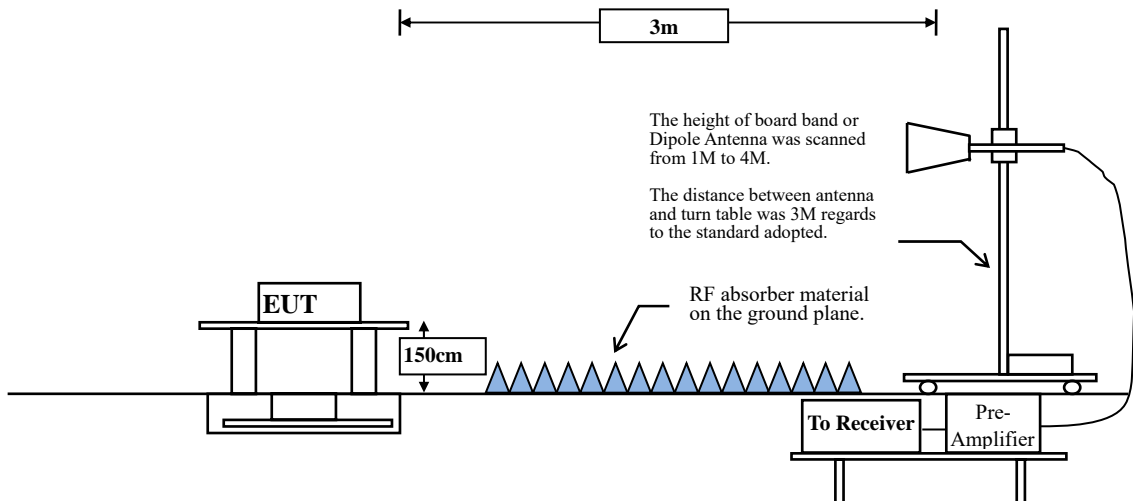 3m
The height of board band or
Dipole Antenna was scanned
from 1M to 4M.
The distance between antenna
and turn table was 3M regards
to the standard adopted.
EUT
RF absorber material
on the ground plane.
150cm
To Receiver
Pre-
Amplifier